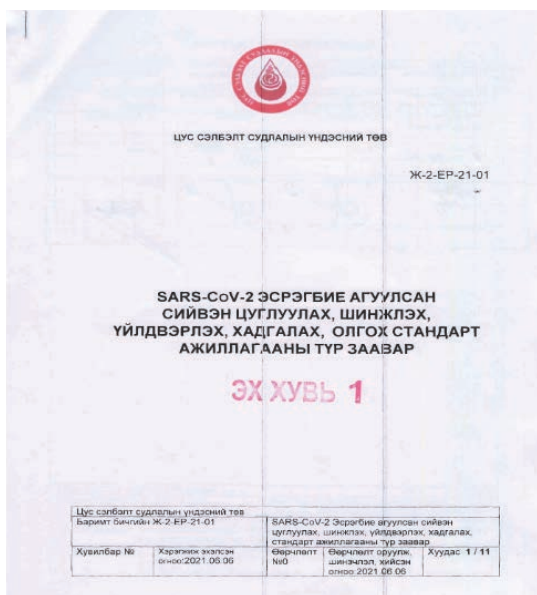 ЦУС СЭЛБЭЛТ СУДЛАЛЫН ҮНДЭСНИЙ ТӨВ
Ж-2-ЕР-21-01
SARS-CoV-2 ЭСРЭГБИЕ АГУУЛСАН
СИЙВЭН ЦУГЛУУЛАХ, ШИНЖЛЭХ,
ҮЙЛДВЭРЛЭХ, ХАДГАЛАХ, ОЛГОХ СТАНДАРТ
АЖИЛЛАГААНЫ ТҮР ЗААВАР
ЭХ ХУВЬ 1
Цус сэлбэлт судлалын үндэсний төв
Баримт бичгийн Ж-2-ЕР-21-01
SARS-CoV-2 Эсрэгбие агуулсан сийвэн
цуглуулах, шинжлэх, үйлдвэрлэх, хадгалах,
стандарт ажиллагааны түр заавар
Хувилбар №
Хэрэгжиж эхэлсэн
огноо:2021.06.06
Өөрчлөлт
№0
Өөрчлөлт оруулж,
шинэчлэл, хийсэн
огноо:2021.06.06
Хуудас 1 / 11